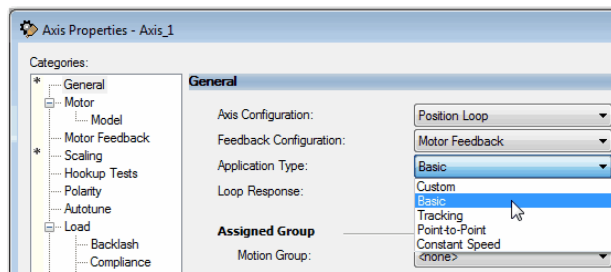 Axis Properties - Axis_1
Categories:
* General
Motor
Model
Motor Feedback
* Scaling
Hookup Tests
Polarity
Autotune
Load
Backlash
Compliance
General
Axis Configuration: Position Loop
Feedback Configuration: Motor Feedback
Application Type: Basic
Custom
Basic
Tracking
Point-to-Point
Constant Speed
Loop Response:
Assigned Group
Motion Group: <none>